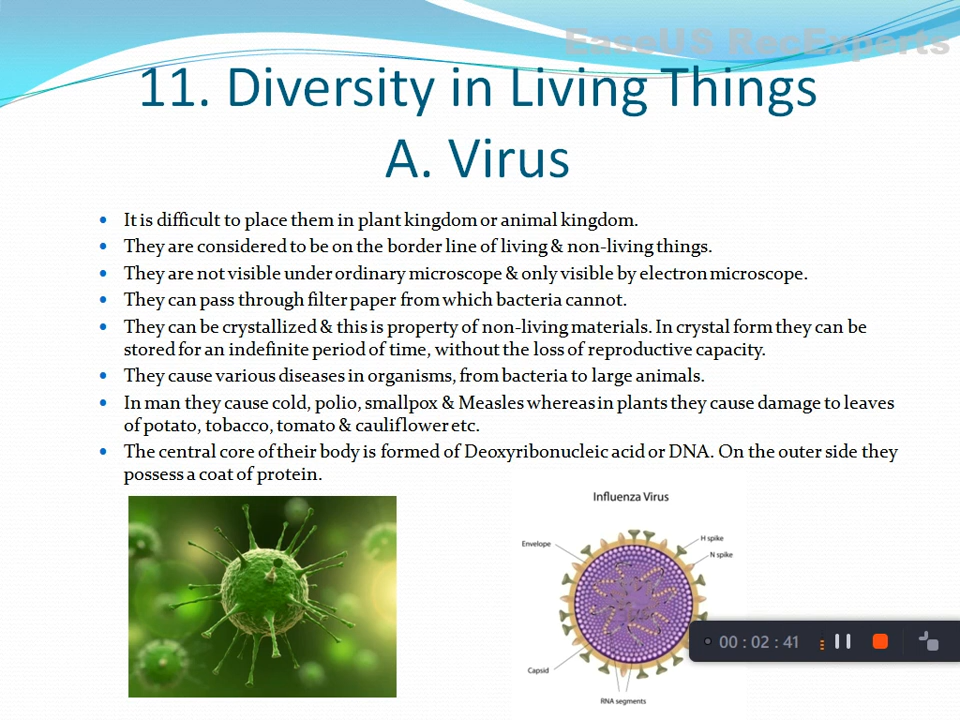 EaseUS RecExperts
11. Diversity in Living Things
A. Virus
• It is difficult to place them in plant kingdom or animal kingdom.
• They are considered to be on the border line of living & non-living things.
• They are not visible under ordinary microscope & only visible by electron microscope.
• They can pass through filter paper from which bacteria cannot.
• They can be crystallized & this is property of non-living materials. In crystal form they can be
stored for an indefinite period of time, without the loss of reproductive capacity.
• They cause various diseases in organisms, from bacteria to large animals.
• In man they cause cold, polio, smallpox & Measles whereas in plants they cause damage to leaves
of potato, tobacco, tomato & cauliflower etc.
• The central core of their body is formed of Deoxyribonucleic acid or DNA. On the outer side they
possess a coat of protein.
Influenza Virus
Envelope
H spike
N spike
00 : 02 : 41
Capsid
RNA segments